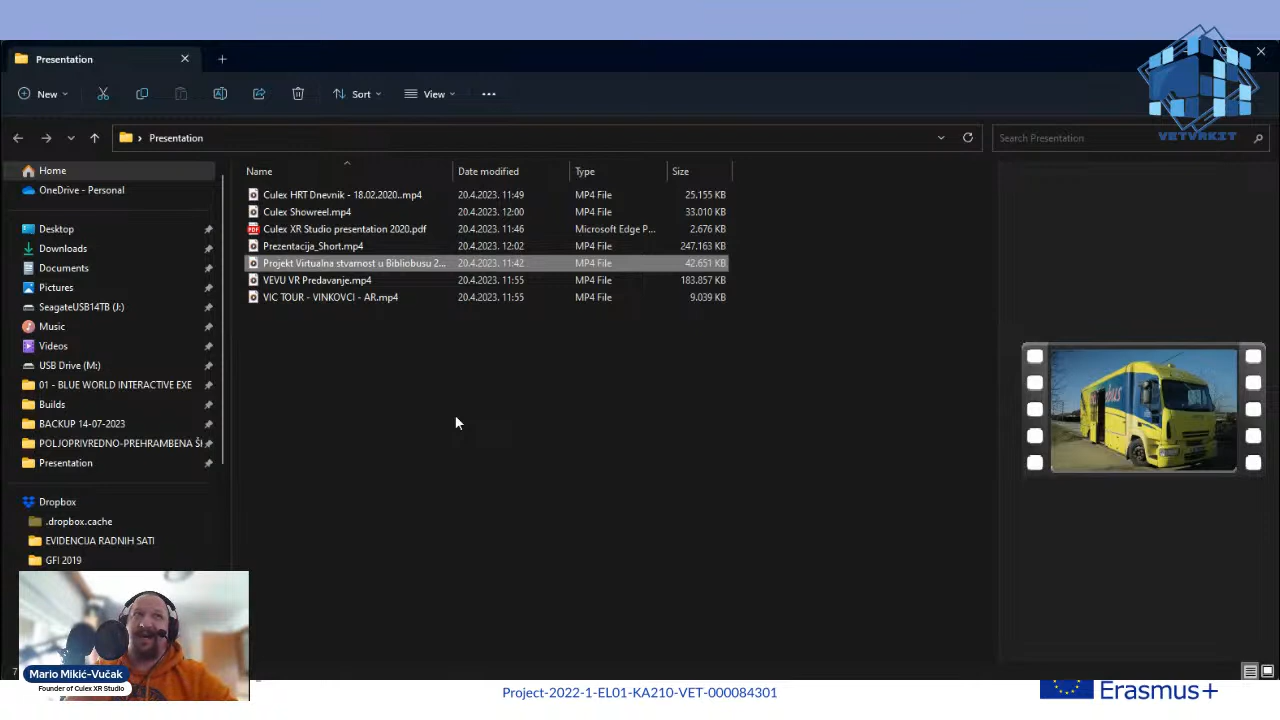 Presentation
New
Sort
View
Presentation
Search Presentation
VETVRKIT
Home
OneDrive - Personal
Desktop
Downloads
Documents
Pictures
SeagateUSB14TB (J:)
Music
Videos
USB Drive (M:)
01 - BLUE WORLD INTERACTIVE EXE
Builds
BACKUP 14-07-2023
POLJOPRIVREDNO-PREHRAMBENA
Presentation
Dropbox
.dropbox.cache
EVIDENCIJA RADNIH SATI
GFI 2019
Name Date modified Type Size
Culex HRT Dnevnik - 18.02.2020..mp4 20.4.2023. 11:49 MP4 File 25.155 KB
Culex Showreel.mp4 20.4.2023. 12:00 MP4 File 33.010 KB
Culex XR Studio presentation 2020.pdf 20.4.2023. 11:46 Microsoft Edge P... 2.676 KB
Prezentacija_Short.mp4 20.4.2023. 12:02 MP4 File 247.163 KB
Projekt Virtualna stvarnost u Bibliobusu 2... 20.4.2023. 11:42 MP4 File 42.651 KB
VEVU VR Predavanje.mp4 20.4.2023. 11:55 MP4 File 183.857 KB
VIC TOUR - VINKOVCI - AR.mp4 20.4.2023. 11:55 MP4 File 9.039 KB
7
Mario Mikić-Vučak
Founder of Culex XR Studio
Project-2022-1-EL01-KA210-VET-000084301
Erasmus+